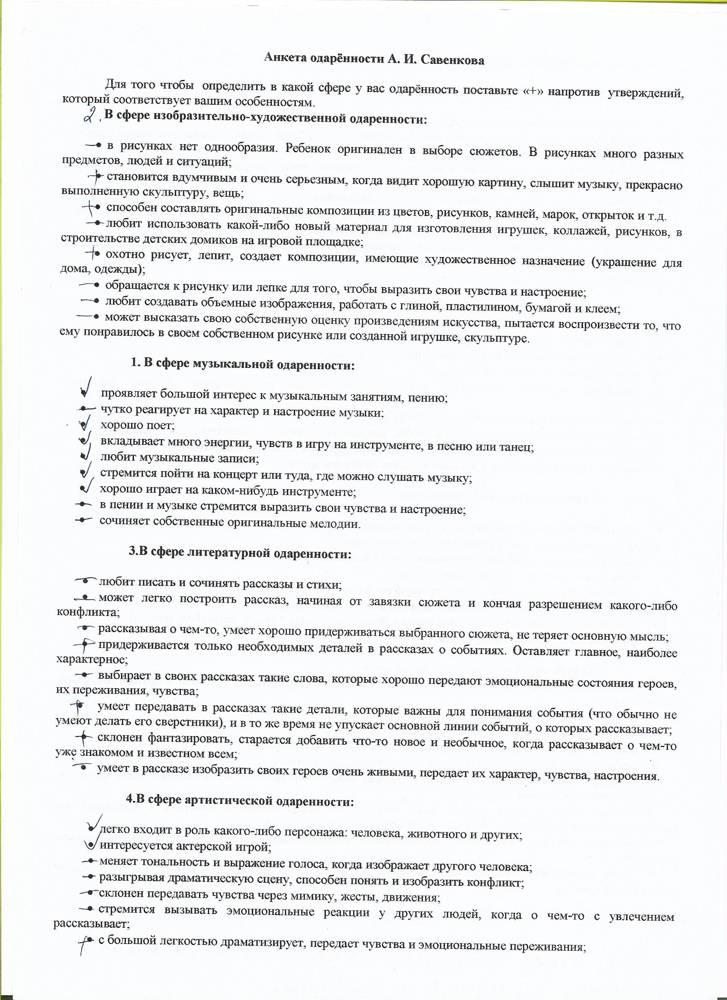 Анкета одарённости А. И. Савенкова
Для того чтобы определить в какой сфере у вас одарённость поставьте «+» напротив утверждений,
который соответствует вашим особенностям.
2. В сфере изобразительно-художественной одаренности:
— • в рисунках нет однообразия. Ребенок оригинален в выборе сюжетов. В рисунках много разных
предметов, людей и ситуаций;
+ • становится вдумчивым и очень серьезным, когда видит хорошую картину, слышит музыку, прекрасно
выполненную скульптуру, вещь;
+ • способен составлять оригинальные композиции из цветов, рисунков, камней, марок, открыток и т.д.
— • любит использовать какой-либо новый материал для изготовления игрушек, коллажей, рисунков, в
строительстве детских домиков на игровой площадке;
+ • охотно рисует, лепит, создает композиции, имеющие художественное назначение (украшение для
дома, одежды);
— • обращается к рисунку или лепке для того, чтобы выразить свои чувства и настроение;
— • любит создавать объемные изображения, работать с глиной, пластилином, бумагой и клеем;
— • может высказать свою собственную оценку произведениям искусства, пытается воспроизвести то, что
ему понравилось в своем собственном рисунке или созданной игрушке, скульптуре.
1. В сфере музыкальной одаренности:
✓ • проявляет большой интерес к музыкальным занятиям, пению;
— • чутко реагирует на характер и настроение музыки;
✓ • хорошо поет;
✓ • вкладывает много энергии, чувств в игру на инструменте, в песню или танец;
✓ • любит музыкальные записи;
✓ • стремится пойти на концерт или туда, где можно слушать музыку;
✓ • хорошо играет на каком-нибудь инструменте;
— • в пении и музыке стремится выразить свои чувства и настроение;
— • сочиняет собственные оригинальные мелодии.
3.В сфере литературной одаренности:
— • любит писать и сочинять рассказы и стихи;
— • может легко построить рассказ, начиная от завязки сюжета и кончая разрешением какого-либо
конфликта;
— • рассказывая о чем-то, умеет хорошо придерживаться выбранного сюжета, не теряет основную мысль;
+ • придерживается только необходимых деталей в рассказах о событиях. Оставляет главное, наиболее
характерное;
— • выбирает в своих рассказах такие слова, которые хорошо передают эмоциональные состояния героев,
их переживания, чувства;
+ • умеет передавать в рассказах такие детали, которые важны для понимания события (что обычно не
умеют делать его сверстники), и в то же время не упускает основной линии событий, о которых рассказывает;
+ • склонен фантазировать, старается добавить что-то новое и необычное, когда рассказывает о чем-то
уже знакомом и известном всем;
— • умеет в рассказе изобразить своих героев очень живыми, передает их характер, чувства, настроения.
4.В сфере артистической одаренности:
✓ • легко входит в роль какого-либо персонажа: человека, животного и других;
✓ • интересуется актерской игрой;
— • меняет тональность и выражение голоса, когда изображает другого человека;
— • разыгрывая драматическую сцену, способен понять и изобразить конфликт;
— • склонен передавать чувства через мимику, жесты, движения;
— • стремится вызывать эмоциональные реакции у других людей, когда о чем-то с увлечением
рассказывает;
+ • с большой легкостью драматизирует, передает чувства и эмоциональные переживания;